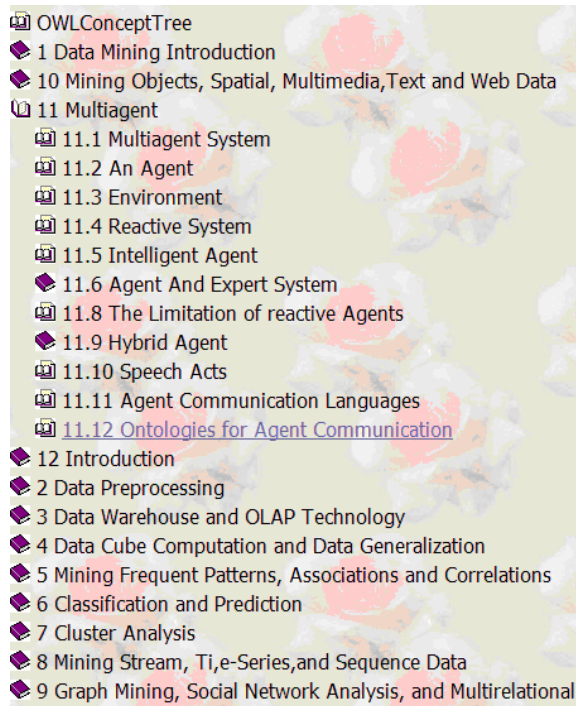 OWLConceptTree
1 Data Mining Introduction
10 Mining Objects, Spatial, Multimedia,Text and Web Data
11 Multiagent
11.1 Multiagent System
11.2 An Agent
11.3 Environment
11.4 Reactive System
11.5 Intelligent Agent
11.6 Agent And Expert System
11.8 The Limitation of reactive Agents
11.9 Hybrid Agent
11.10 Speech Acts
11.11 Agent Communication Languages
11.12 Ontologies for Agent Communication
12 Introduction
2 Data Preprocessing
3 Data Warehouse and OLAP Technology
4 Data Cube Computation and Data Generalization
5 Mining Frequent Patterns, Associations and Correlations
6 Classification and Prediction
7 Cluster Analysis
8 Mining Stream, Ti,e-Series,and Sequence Data
9 Graph Mining, Social Network Analysis, and Multirelational